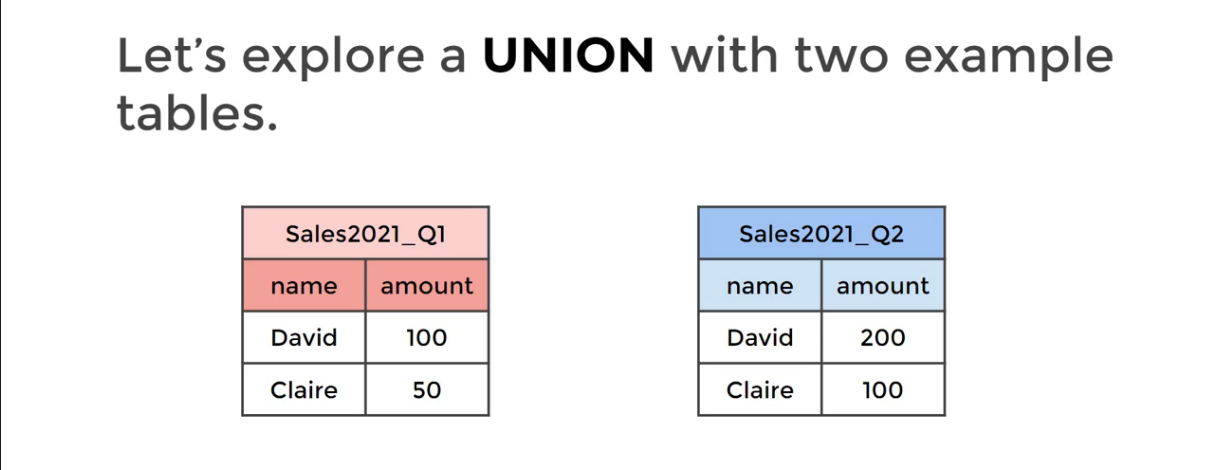 Let's explore a UNION with two example
tables.
Sales2021_Q1
name amount
David 100
Claire 50
Sales2021_Q2
name amount
David 200
Claire 100